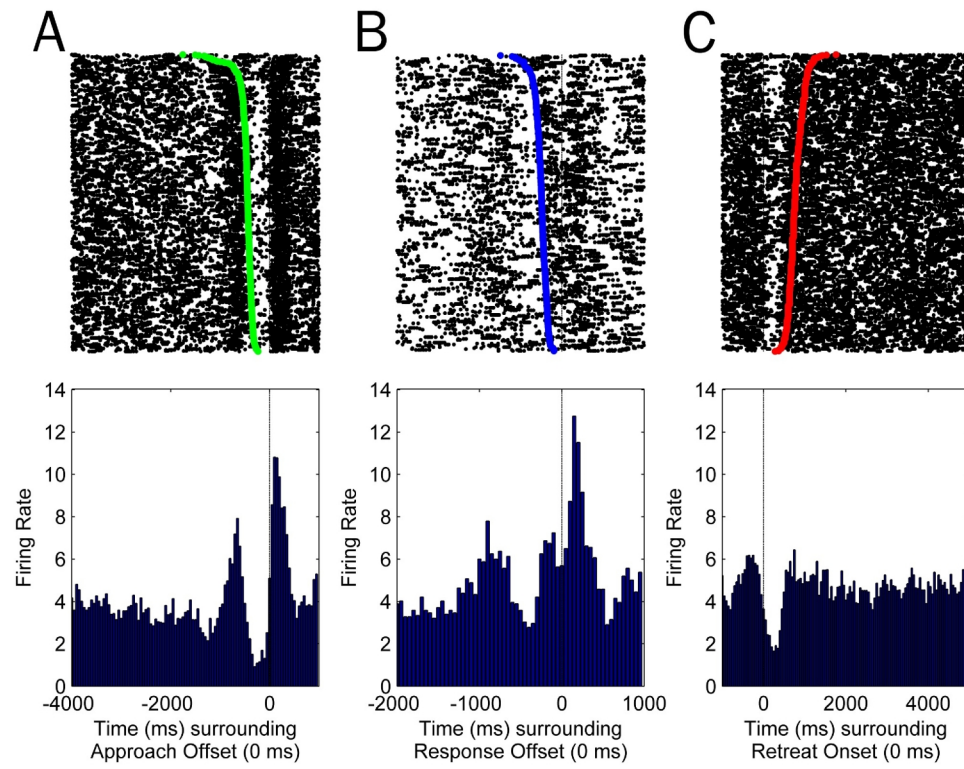 A
B
C
14
12
10
8
6
4
2
0
Firing Rate
-4000
-2000
0
Time (ms) surrounding
Approach Offset (0 ms)
14
12
10
8
6
4
2
0
Firing Rate
-2000
-1000
0
1000
Time (ms) surrounding
Response Offset (0 ms)
14
12
10
8
6
4
2
0
Firing Rate
0
2000
4000
Time (ms) surrounding
Retreat Onset (0 ms)